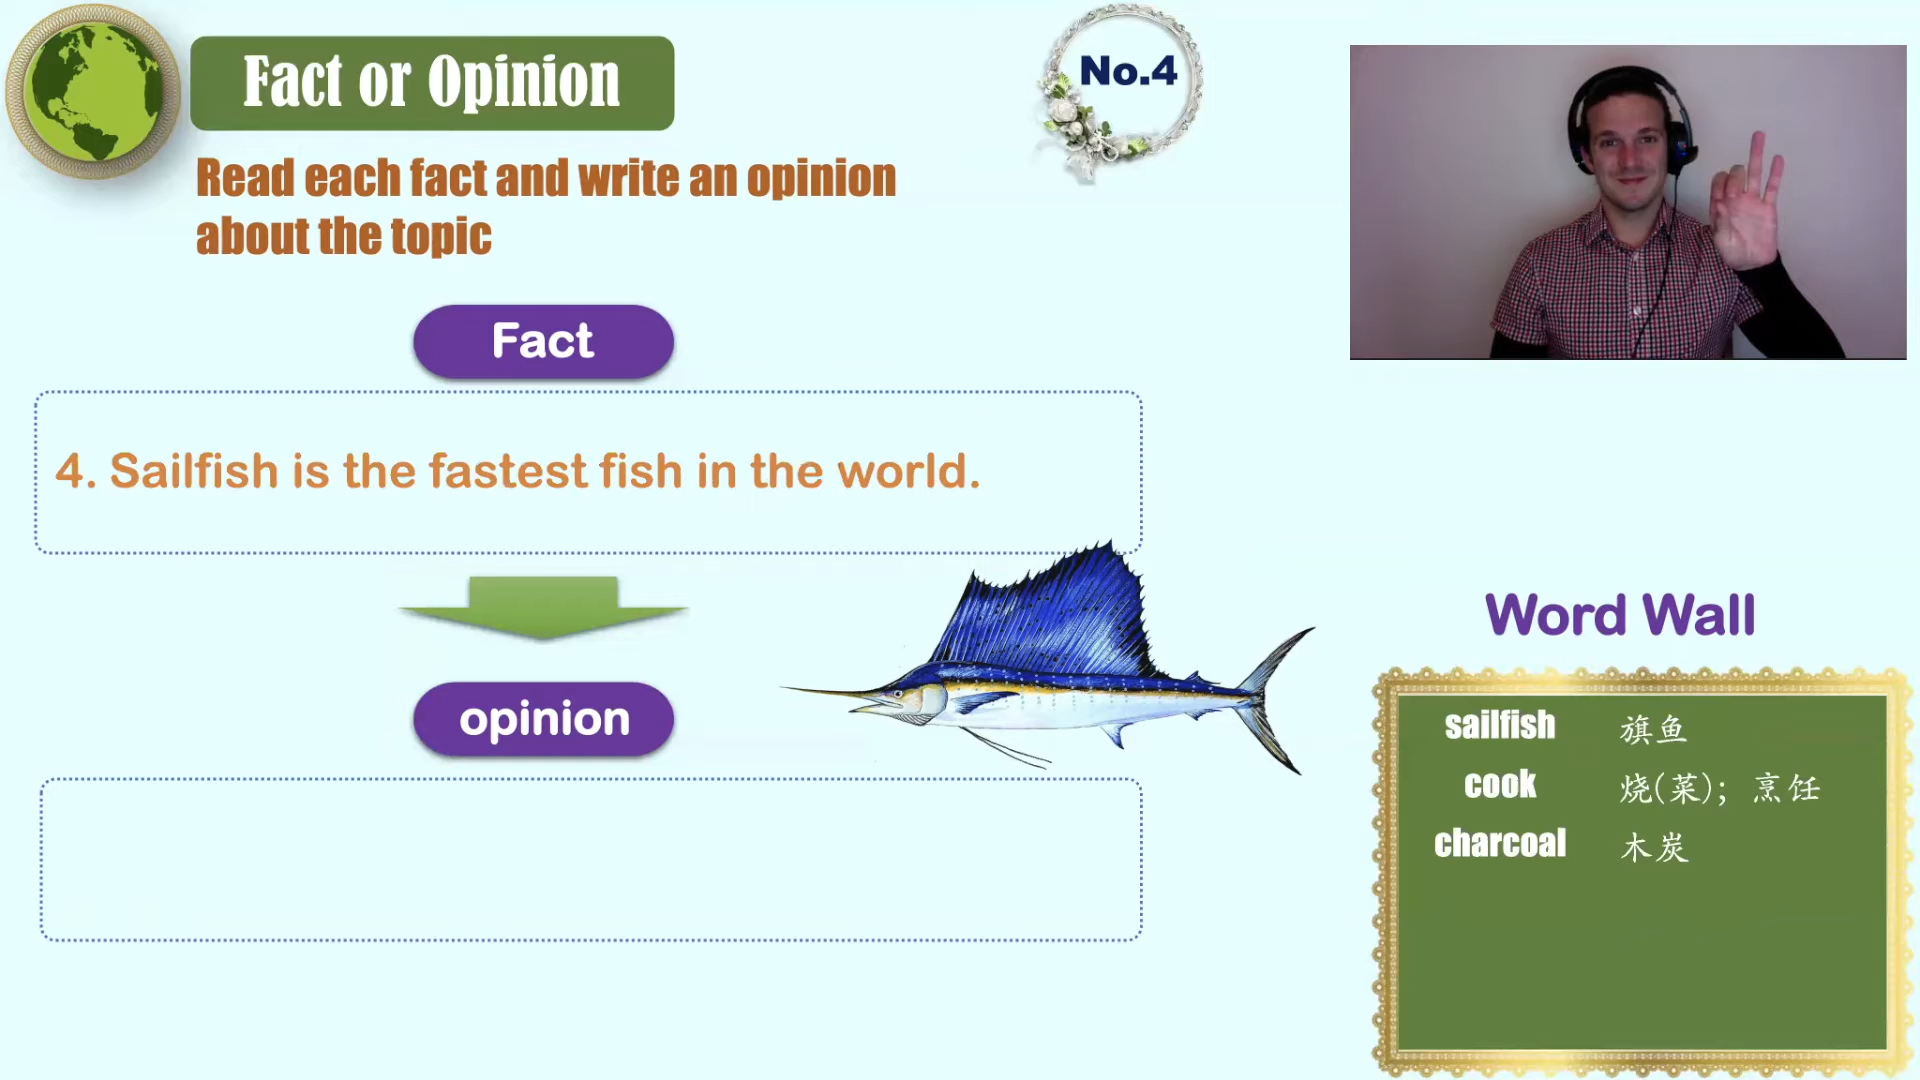 Fact or Opinion
No.4
Read each fact and write an opinion
about the topic
Fact
4. Sailfish is the fastest fish in the world.
opinion
Word Wall
sailfish 旗鱼
cook 烧(菜)；烹饪
charcoal 木炭